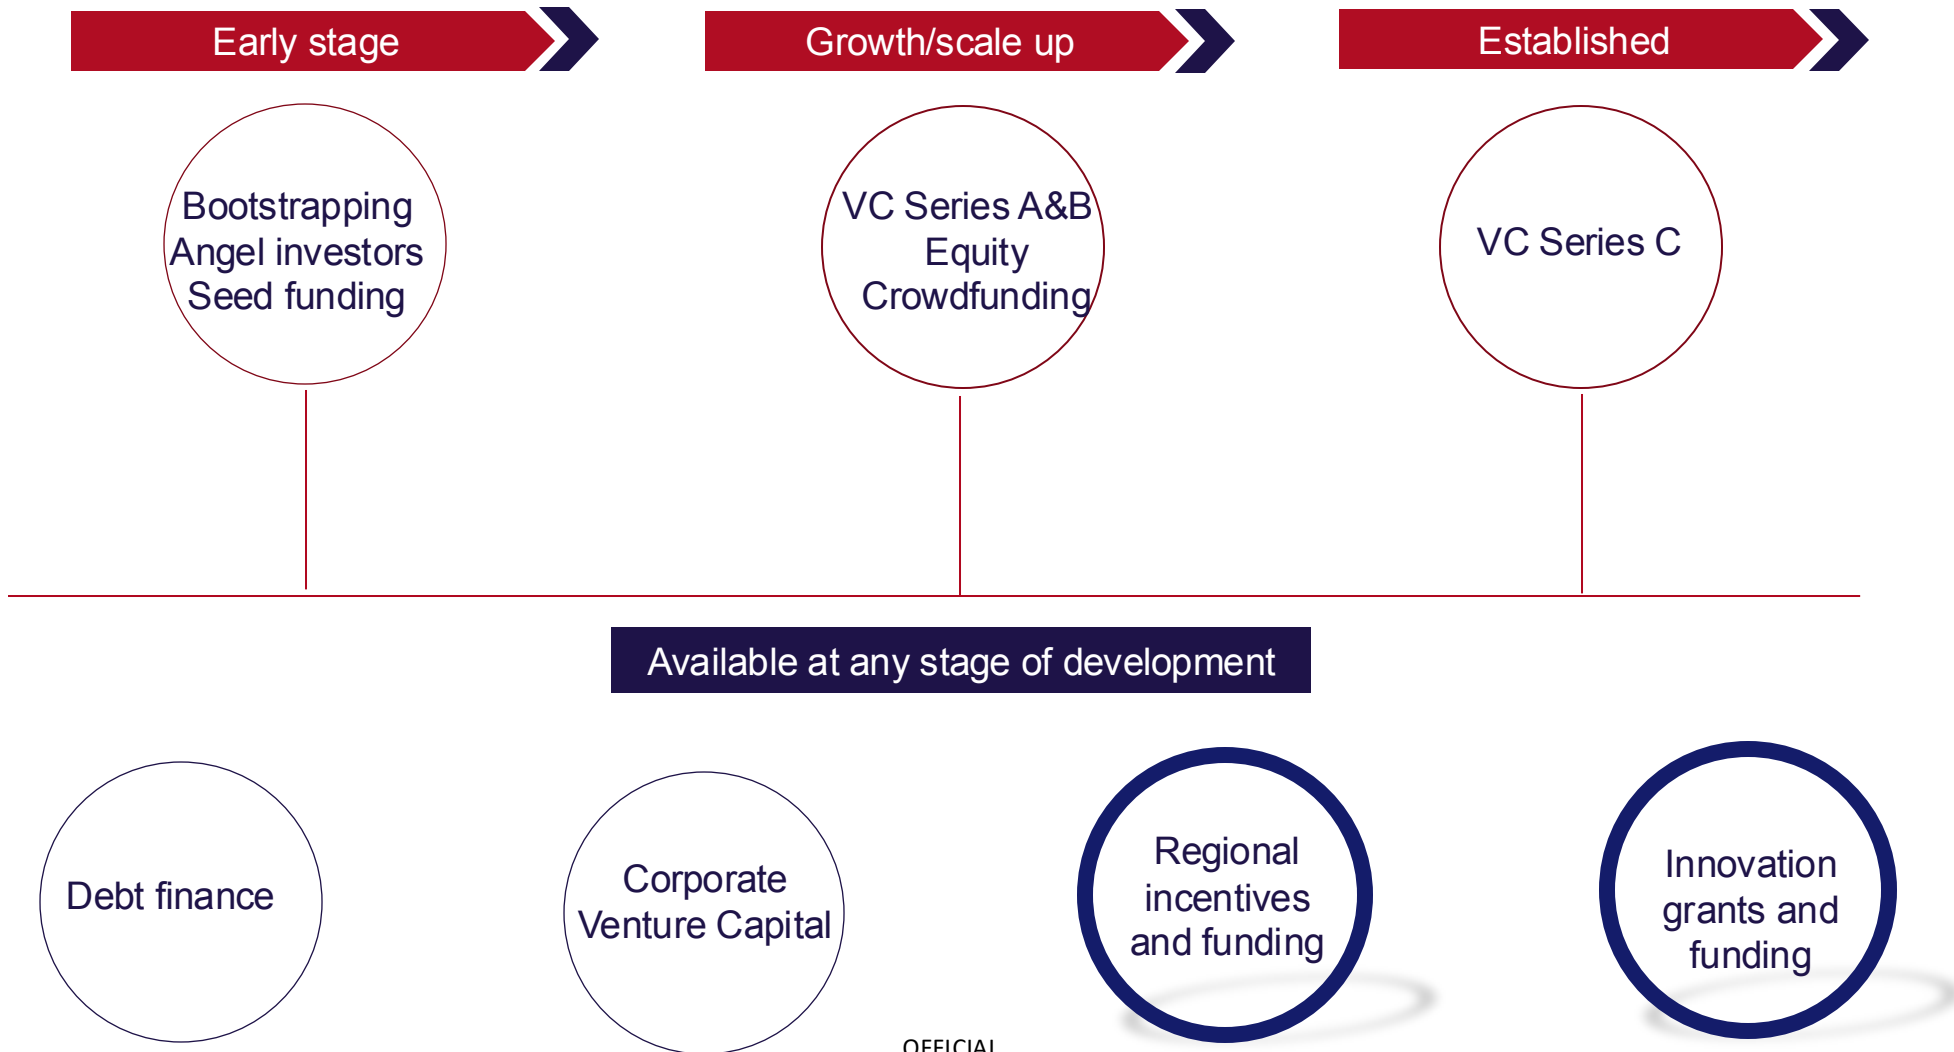 Early stage
Growth/scale up
Established
Bootstrapping
Angel investors
Seed funding
VC Series A&B
Equity
Crowdfunding
VC Series C
Available at any stage of development
Debt finance
Corporate
Venture Capital
Regional
incentives
and funding
Innovation
grants and
funding
OFFICIAL